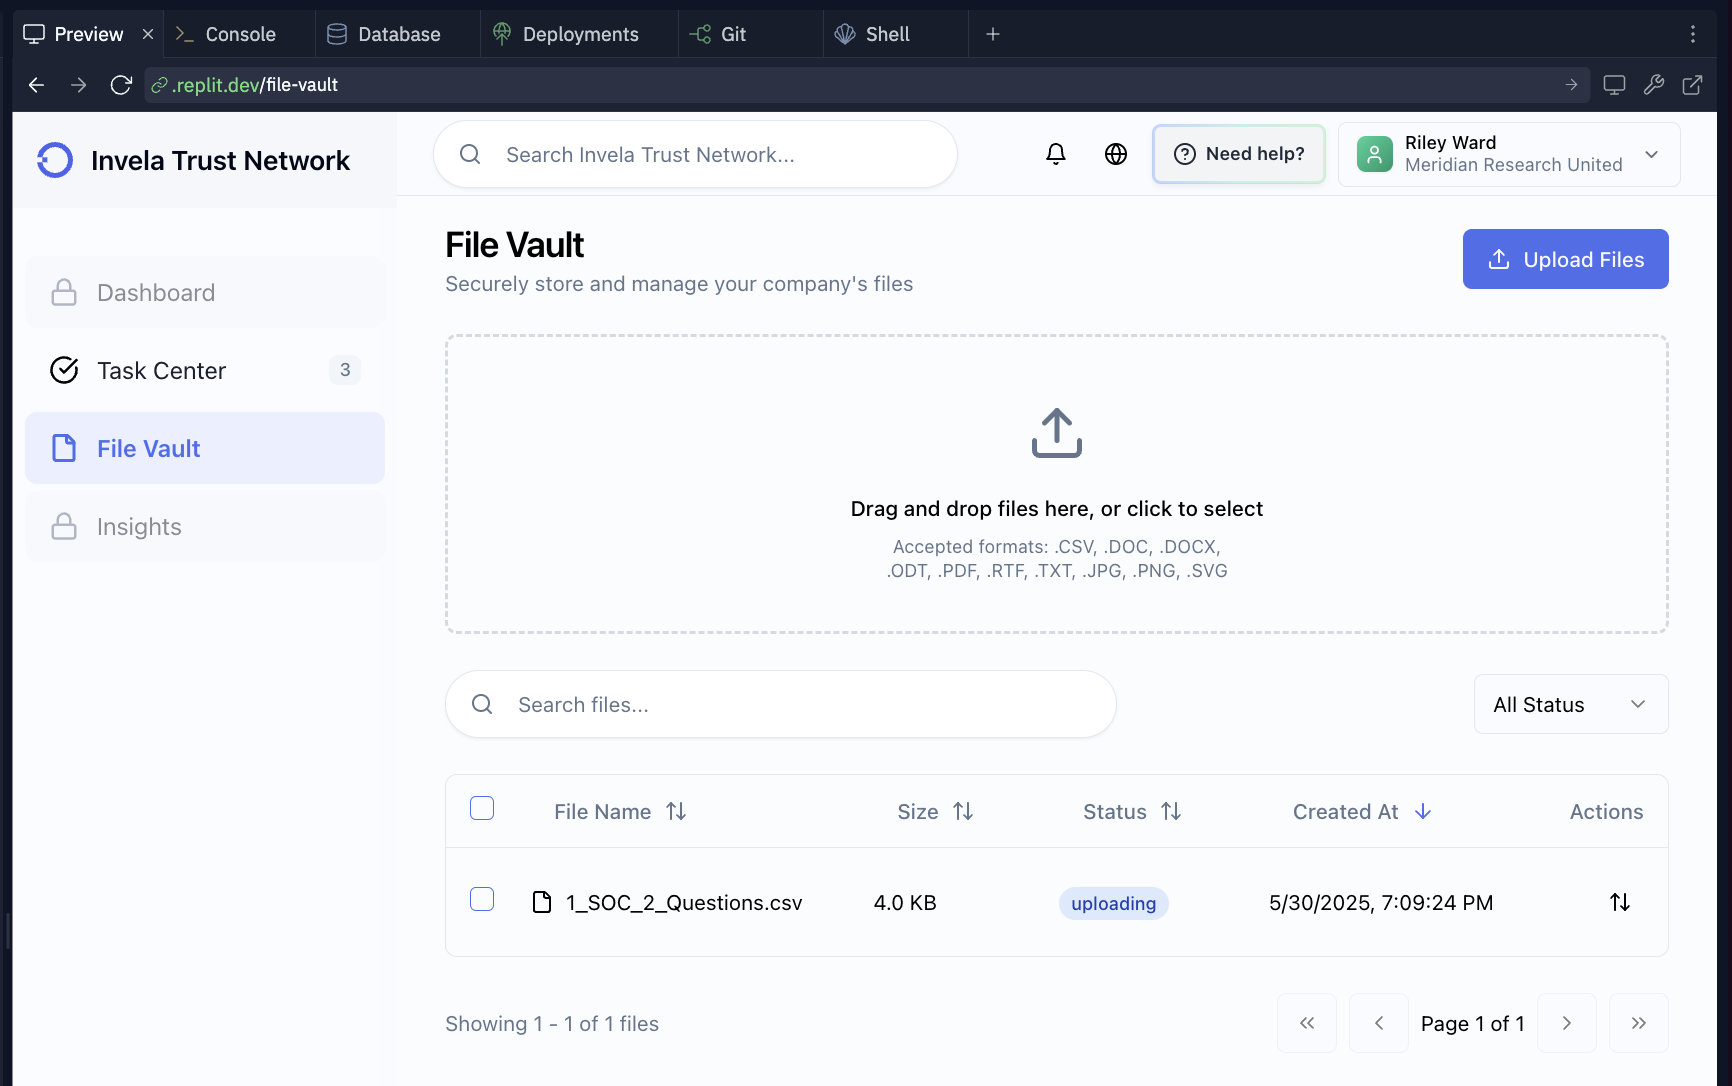 Preview
Console
Database
Deployments
Git
Shell
.replit.dev/file-vault
Invela Trust Network
Search Invela Trust Network...
Need help?
Riley Ward
Meridian Research United
Dashboard
Task Center
3
File Vault
Insights
File Vault
Securely store and manage your company's files
Upload Files
Drag and drop files here, or click to select
Accepted formats: .CSV, .DOC, .DOCX,
.ODT, .PDF, .RTF, .TXT, .JPG, .PNG, .SVG
Search files...
All Status
File Name
Size
Status
Created At
Actions
1_SOC_2_Questions.csv
4.0 KB
uploading
5/30/2025, 7:09:24 PM
Showing 1 - 1 of 1 files
Page 1 of 1